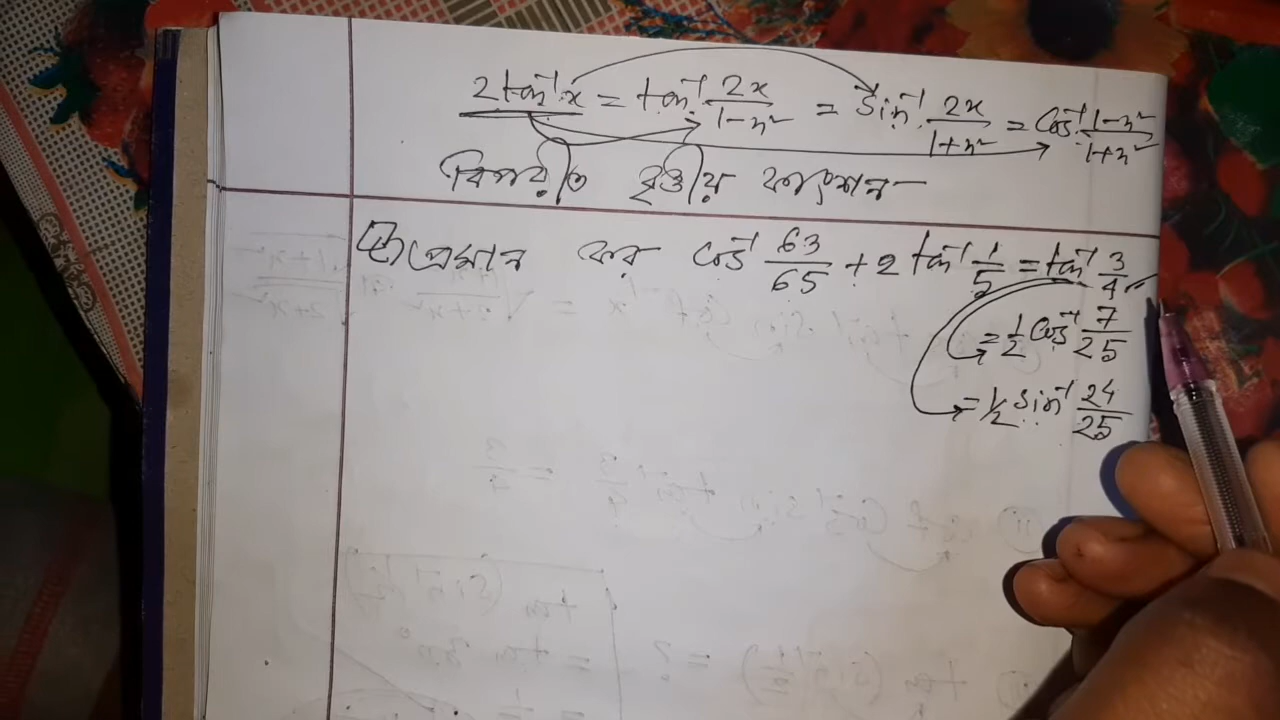 2tan⁻¹x = tan⁻¹ 2x/1-x² = sin⁻¹ 2x/1+x² = cos⁻¹ 1-x²/1+x²
বিপরীত বৃত্তীয় ফাংশন—
প্রমান কর cos⁻¹ 63/65 + 2 tan⁻¹ 1/5 = tan⁻¹ 3/4
= 1/2 cos⁻¹ 7/25
= 1/2 sin⁻¹ 24/25